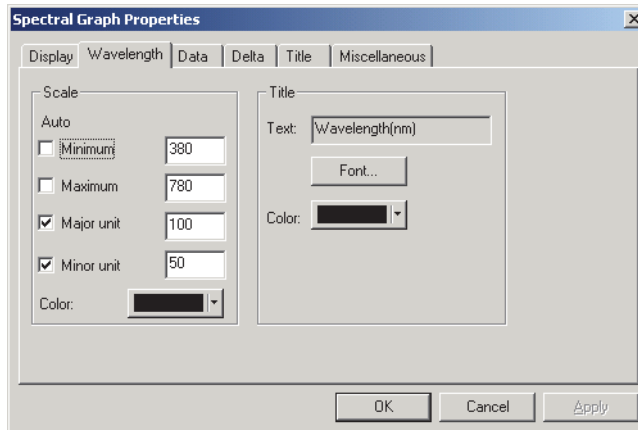 Spectral Graph Properties
Display Wavelength Data Delta Title Miscellaneous
Scale
Auto
Minimum 380
Maximum 780
Major unit 100
Minor unit 50
Color:
Title
Text: Wavelength(nm)
Font...
Color:
OK Cancel Apply